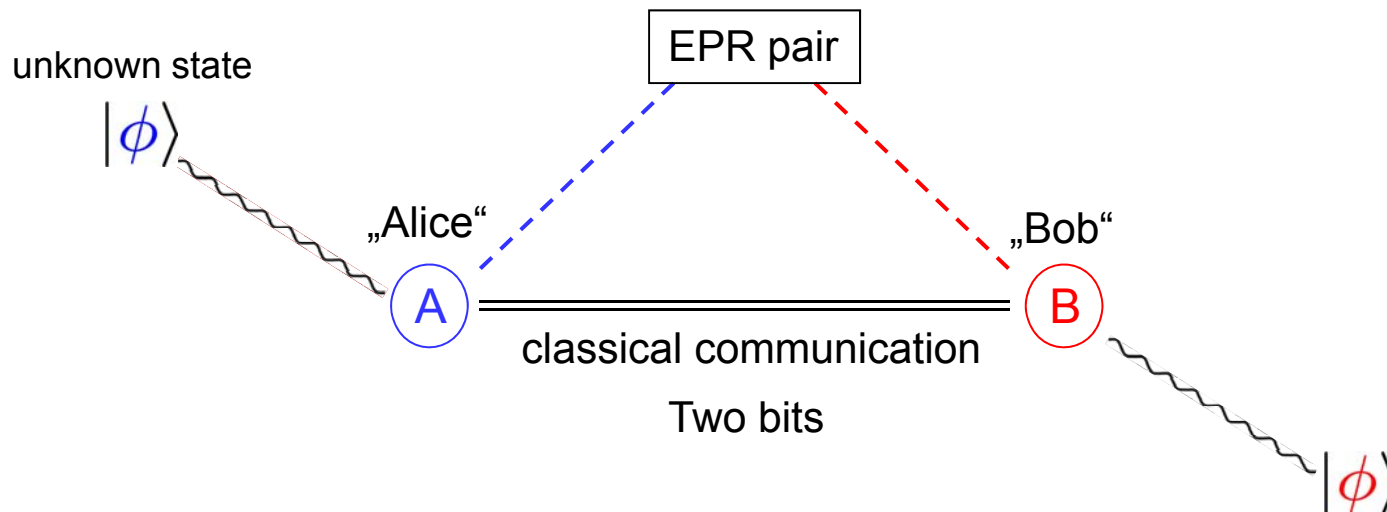 EPR pair
unknown state
|ϕ⟩
„Alice“
„Bob“
A
B
classical communication
Two bits
|ϕ⟩